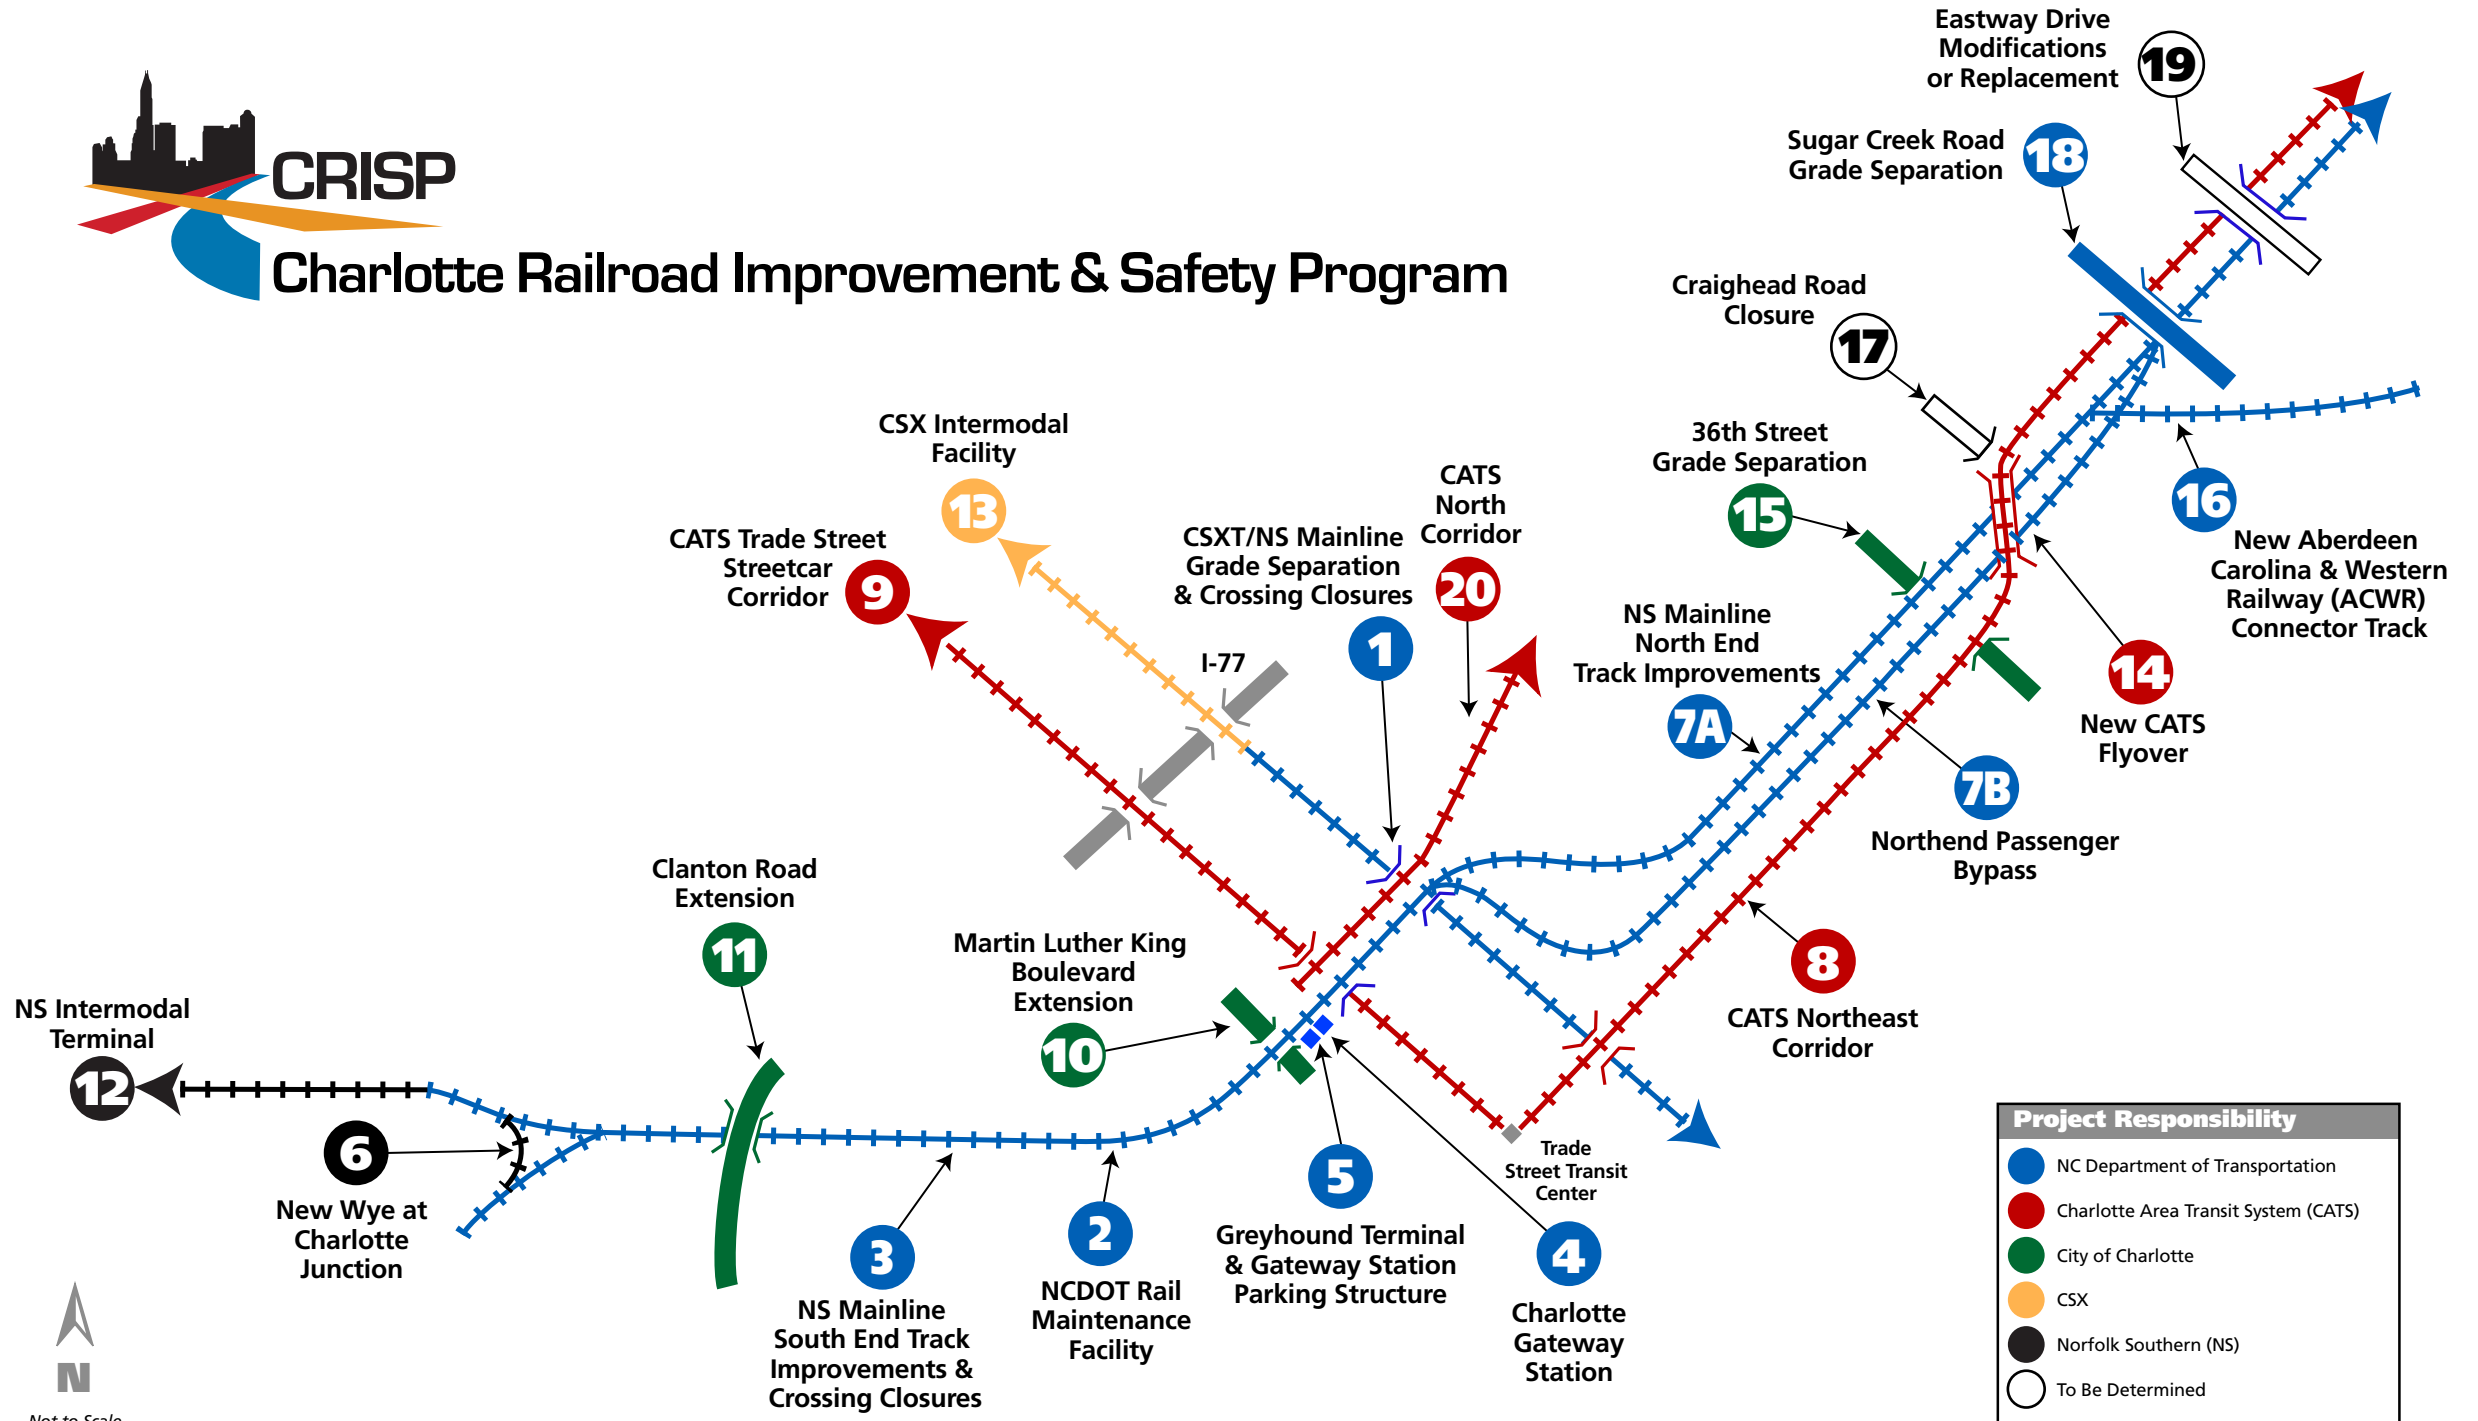 CRISP
Charlotte Railroad Improvement & Safety Program
Eastway Drive
Modifications
or Replacement
19
Sugar Creek Road
Grade Separation
18
Craighead Road
Closure
17
36th Street
Grade Separation
15
16
New Aberdeen
Carolina & Western
Railway (ACWR)
Connector Track
14
New CATS
Flyover
CSX Intermodal
Facility
13
CATS Trade Street
Streetcar
Corridor
9
CSXT/NS Mainline
Grade Separation
& Crossing Closures
1
CATS
North
Corridor
20
I-77
NS Mainline
North End
Track Improvements
7A
7B
Northend Passenger
Bypass
8
CATS Northeast
Corridor
Clanton Road
Extension
11
Martin Luther King
Boulevard
Extension
10
NS Intermodal
Terminal
12
6
New Wye at
Charlotte
Junction
3
NS Mainline
South End Track
Improvements &
Crossing Closures
2
NCDOT Rail
Maintenance
Facility
5
Greyhound Terminal
& Gateway Station
Parking Structure
4
Charlotte
Gateway
Station
Trade
Street Transit
Center
N
Not to Scale
Project Responsibility
NC Department of Transportation
Charlotte Area Transit System (CATS)
City of Charlotte
CSX
Norfolk Southern (NS)
To Be Determined